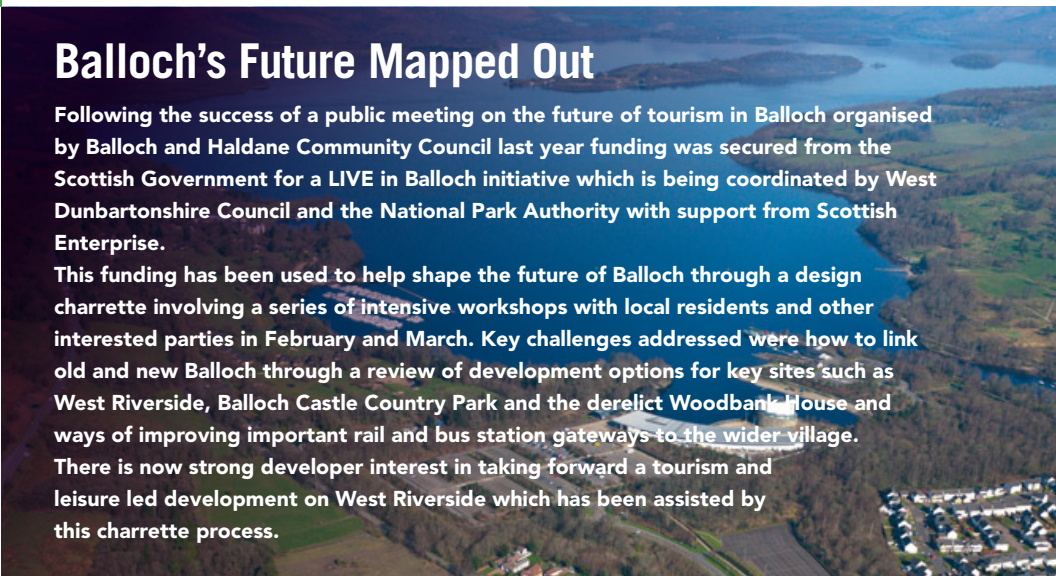 Balloch’s Future Mapped Out
Following the success of a public meeting on the future of tourism in Balloch organised
by Balloch and Haldane Community Council last year funding was secured from the
Scottish Government for a LIVE in Balloch initiative which is being coordinated by West
Dunbartonshire Council and the National Park Authority with support from Scottish
Enterprise.
This funding has been used to help shape the future of Balloch through a design
charrette involving a series of intensive workshops with local residents and other
interested parties in February and March. Key challenges addressed were how to link
old and new Balloch through a review of development options for key sites such as
West Riverside, Balloch Castle Country Park and the derelict Woodbank House and
ways of improving important rail and bus station gateways to the wider village.
There is now strong developer interest in taking forward a tourism and
leisure led development on West Riverside which has been assisted by
this charrette process.